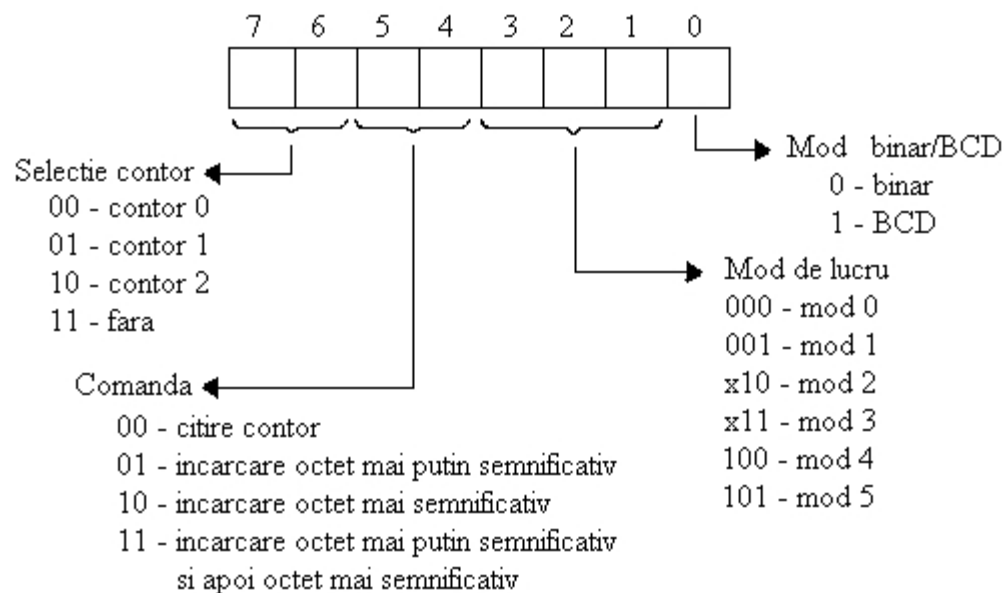 7 6 5 4 3 2 1 0
Mod binar/BCD
0 - binar
1 - BCD
Selectie contor
00 - contor 0
01 - contor 1
10 - contor 2
11 - fara
Mod de lucru
000 - mod 0
001 - mod 1
x10 - mod 2
x11 - mod 3
100 - mod 4
101 - mod 5
Comanda
00 - citire contor
01 - incarcare octet mai putin semnificativ
10 - incarcare octet mai semnificativ
11 - incarcare octet mai putin semnificativ
si apoi octet mai semnificativ